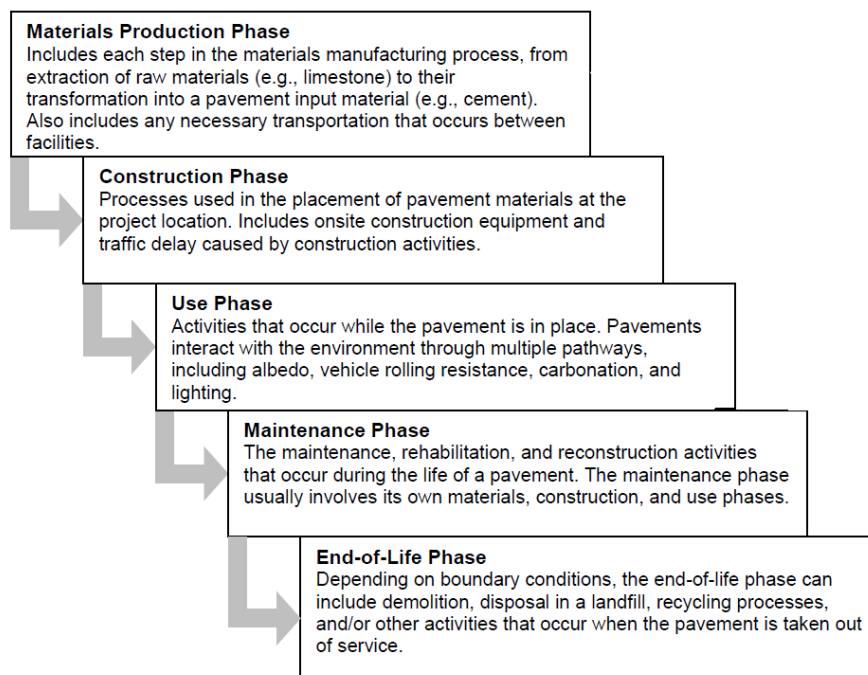 Materials Production Phase
Includes each step in the materials manufacturing process, from
extraction of raw materials (e.g., limestone) to their
transformation into a pavement input material (e.g., cement).
Also includes any necessary transportation that occurs between
facilities.
Construction Phase
Processes used in the placement of pavement materials at the
project location. Includes onsite construction equipment and
traffic delay caused by construction activities.
Use Phase
Activities that occur while the pavement is in place. Pavements
interact with the environment through multiple pathways,
including albedo, vehicle rolling resistance, carbonation, and
lighting.
Maintenance Phase
The maintenance, rehabilitation, and reconstruction activities
that occur during the life of a pavement. The maintenance phase
usually involves its own materials, construction, and use phases.
End-of-Life Phase
Depending on boundary conditions, the end-of-life phase can
include demolition, disposal in a landfill, recycling processes,
and/or other activities that occur when the pavement is taken out
of service.